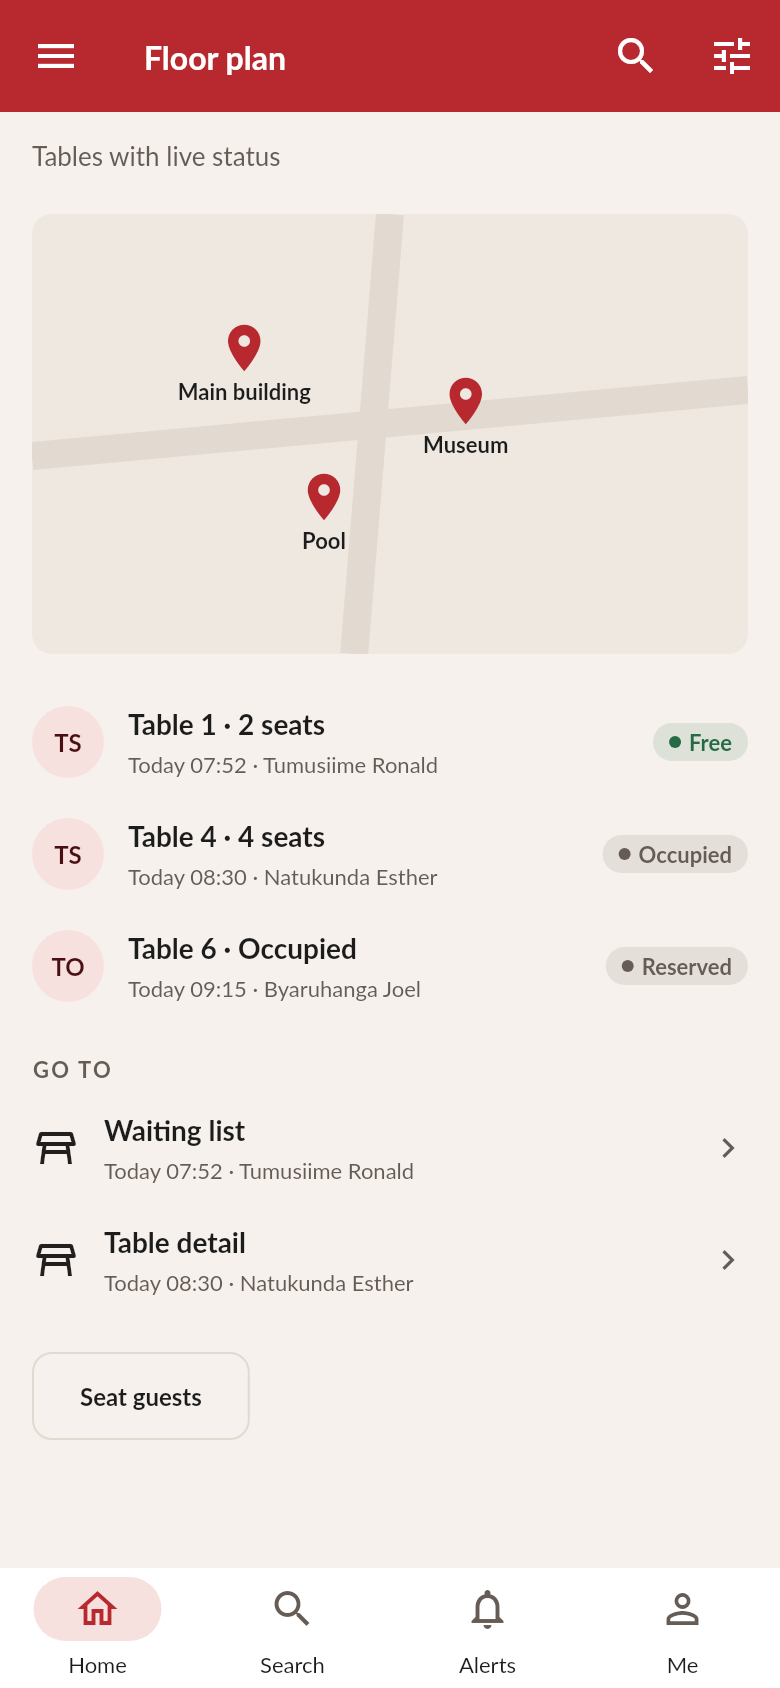 Floor plan
Tables with live status
Main building
Museum
Pool
TS
Table 1 · 2 seats
Today 07:52 · Tumusiime Ronald
Free
TS
Table 4 · 4 seats
Today 08:30 · Natukunda Esther
Occupied
TO
Table 6 · Occupied
Today 09:15 · Byaruhanga Joel
Reserved
GO TO
Waiting list
Today 07:52 · Tumusiime Ronald
Table detail
Today 08:30 · Natukunda Esther
Seat guests
Home
Search
Alerts
Me